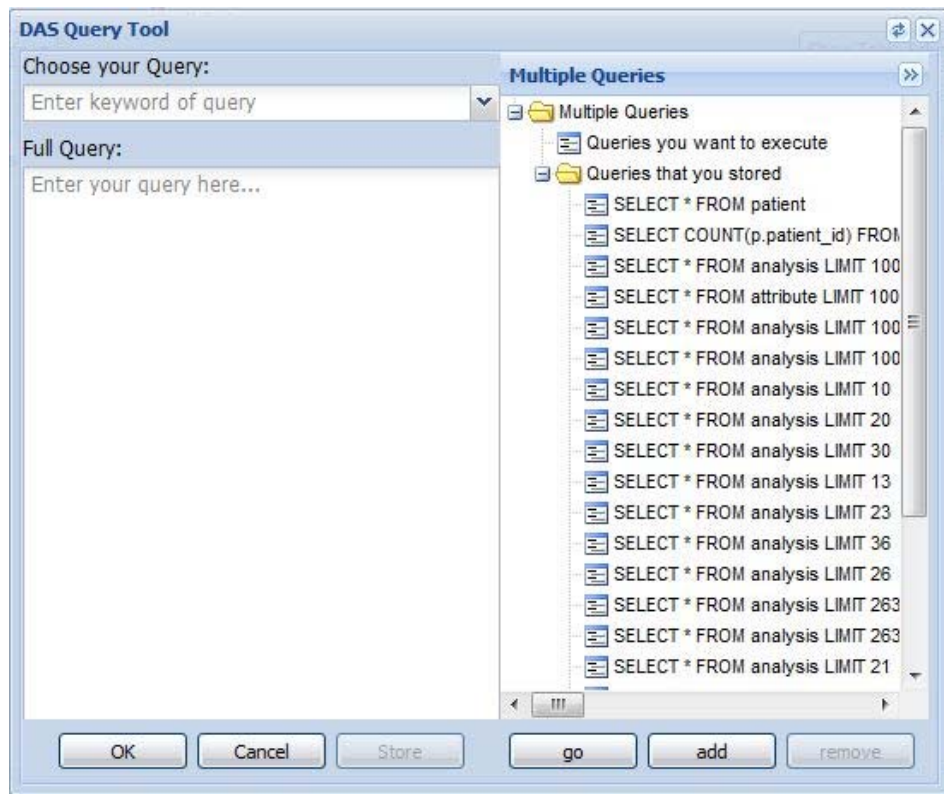 DAS Query Tool
Choose your Query:
Enter keyword of query
Full Query:
Enter your query here...
Multiple Queries
Multiple Queries
Queries you want to execute
Queries that you stored
SELECT * FROM patient
SELECT COUNT(p.patient_id) FROM
SELECT * FROM analysis LIMIT 100
SELECT * FROM attribute LIMIT 100
SELECT * FROM analysis LIMIT 100
SELECT * FROM analysis LIMIT 100
SELECT * FROM analysis LIMIT 10
SELECT * FROM analysis LIMIT 20
SELECT * FROM analysis LIMIT 30
SELECT * FROM analysis LIMIT 13
SELECT * FROM analysis LIMIT 23
SELECT * FROM analysis LIMIT 36
SELECT * FROM analysis LIMIT 26
SELECT * FROM analysis LIMIT 263
SELECT * FROM analysis LIMIT 263
SELECT * FROM analysis LIMIT 21
OK Cancel Store go add remove